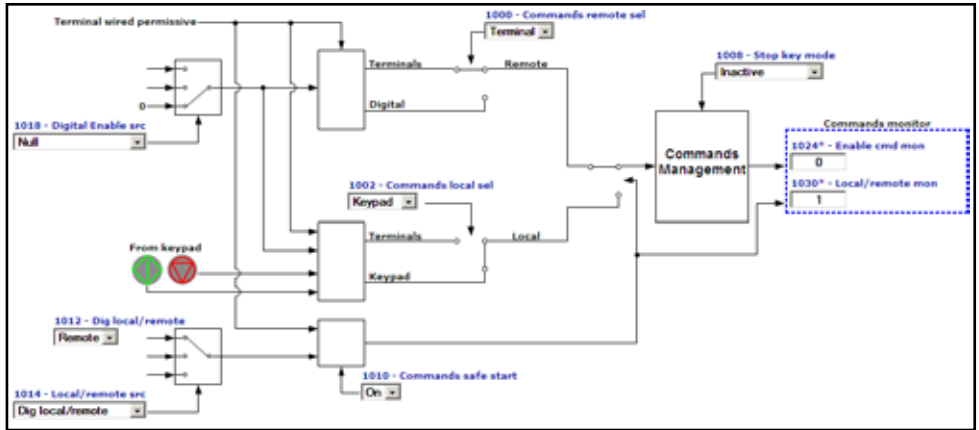 Terminal wired permissive
1000 - Commands remote sel
Terminal
1008 - Stop key mode
Inactive
Terminals
Remote
Digital
0
1018 - Digital Enable src
Null
Commands monitor
1024* - Enable cmd mon
0
1030* - Local/remote mon
1
Commands
Management
1002 - Commands local sel
Keypad
Terminals
Local
From keypad
Keypad
1012 - Dig local/remote
Remote
1010 - Commands safe start
On
1014 - Local/remote src
Dig local/remote